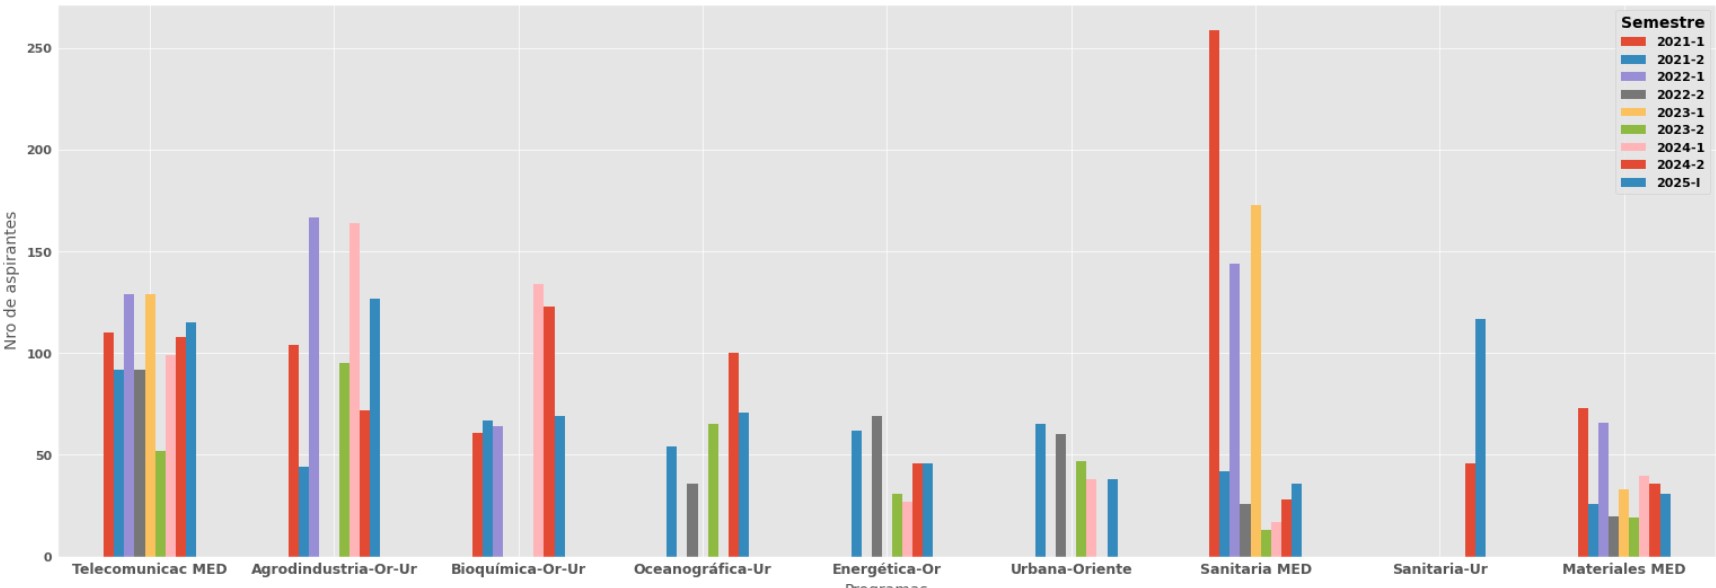 Semestre
2021-1
2021-2
2022-1
2022-2
2023-1
2023-2
2024-1
2024-2
2025-I
Nro de aspirantes
250
200
150
100
50
0
Telecomunicac MED Agrodindustria-Or-Ur Bioquímica-Or-Ur Oceanográfica-Ur Energética-Or Urbana-Oriente Sanitaria MED Sanitaria-Ur Materiales MED
Programas